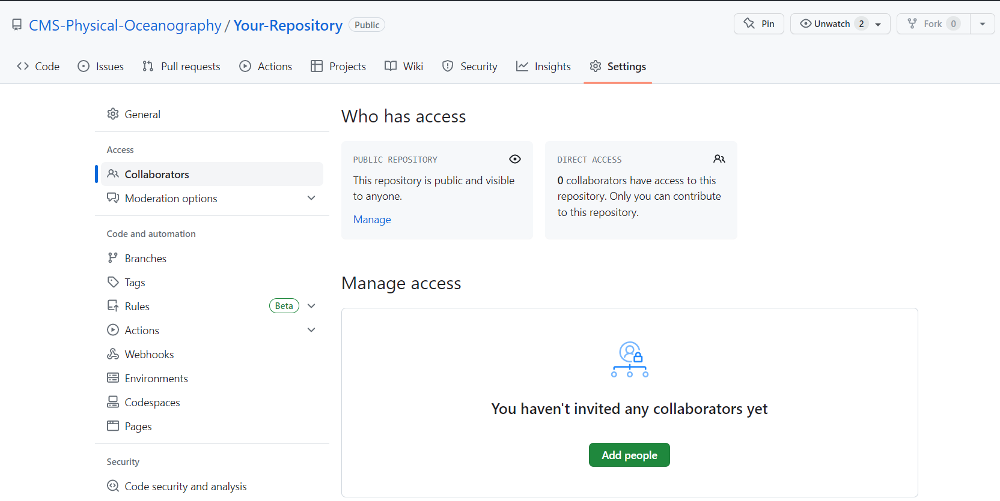 CMS-Physical-Oceanography / Your-Repository Public
Pin
Unwatch 2
Fork 0
Code
Issues
Pull requests
Actions
Projects
Wiki
Security
Insights
Settings
General
Access
Collaborators
Moderation options
Code and automation
Branches
Tags
Rules Beta
Actions
Webhooks
Environments
Codespaces
Pages
Security
Code security and analysis
Who has access
PUBLIC REPOSITORY
This repository is public and visible
to anyone.
Manage
DIRECT ACCESS
0 collaborators have access to this
repository. Only you can contribute
to this repository.
Manage access
You haven't invited any collaborators yet
Add people